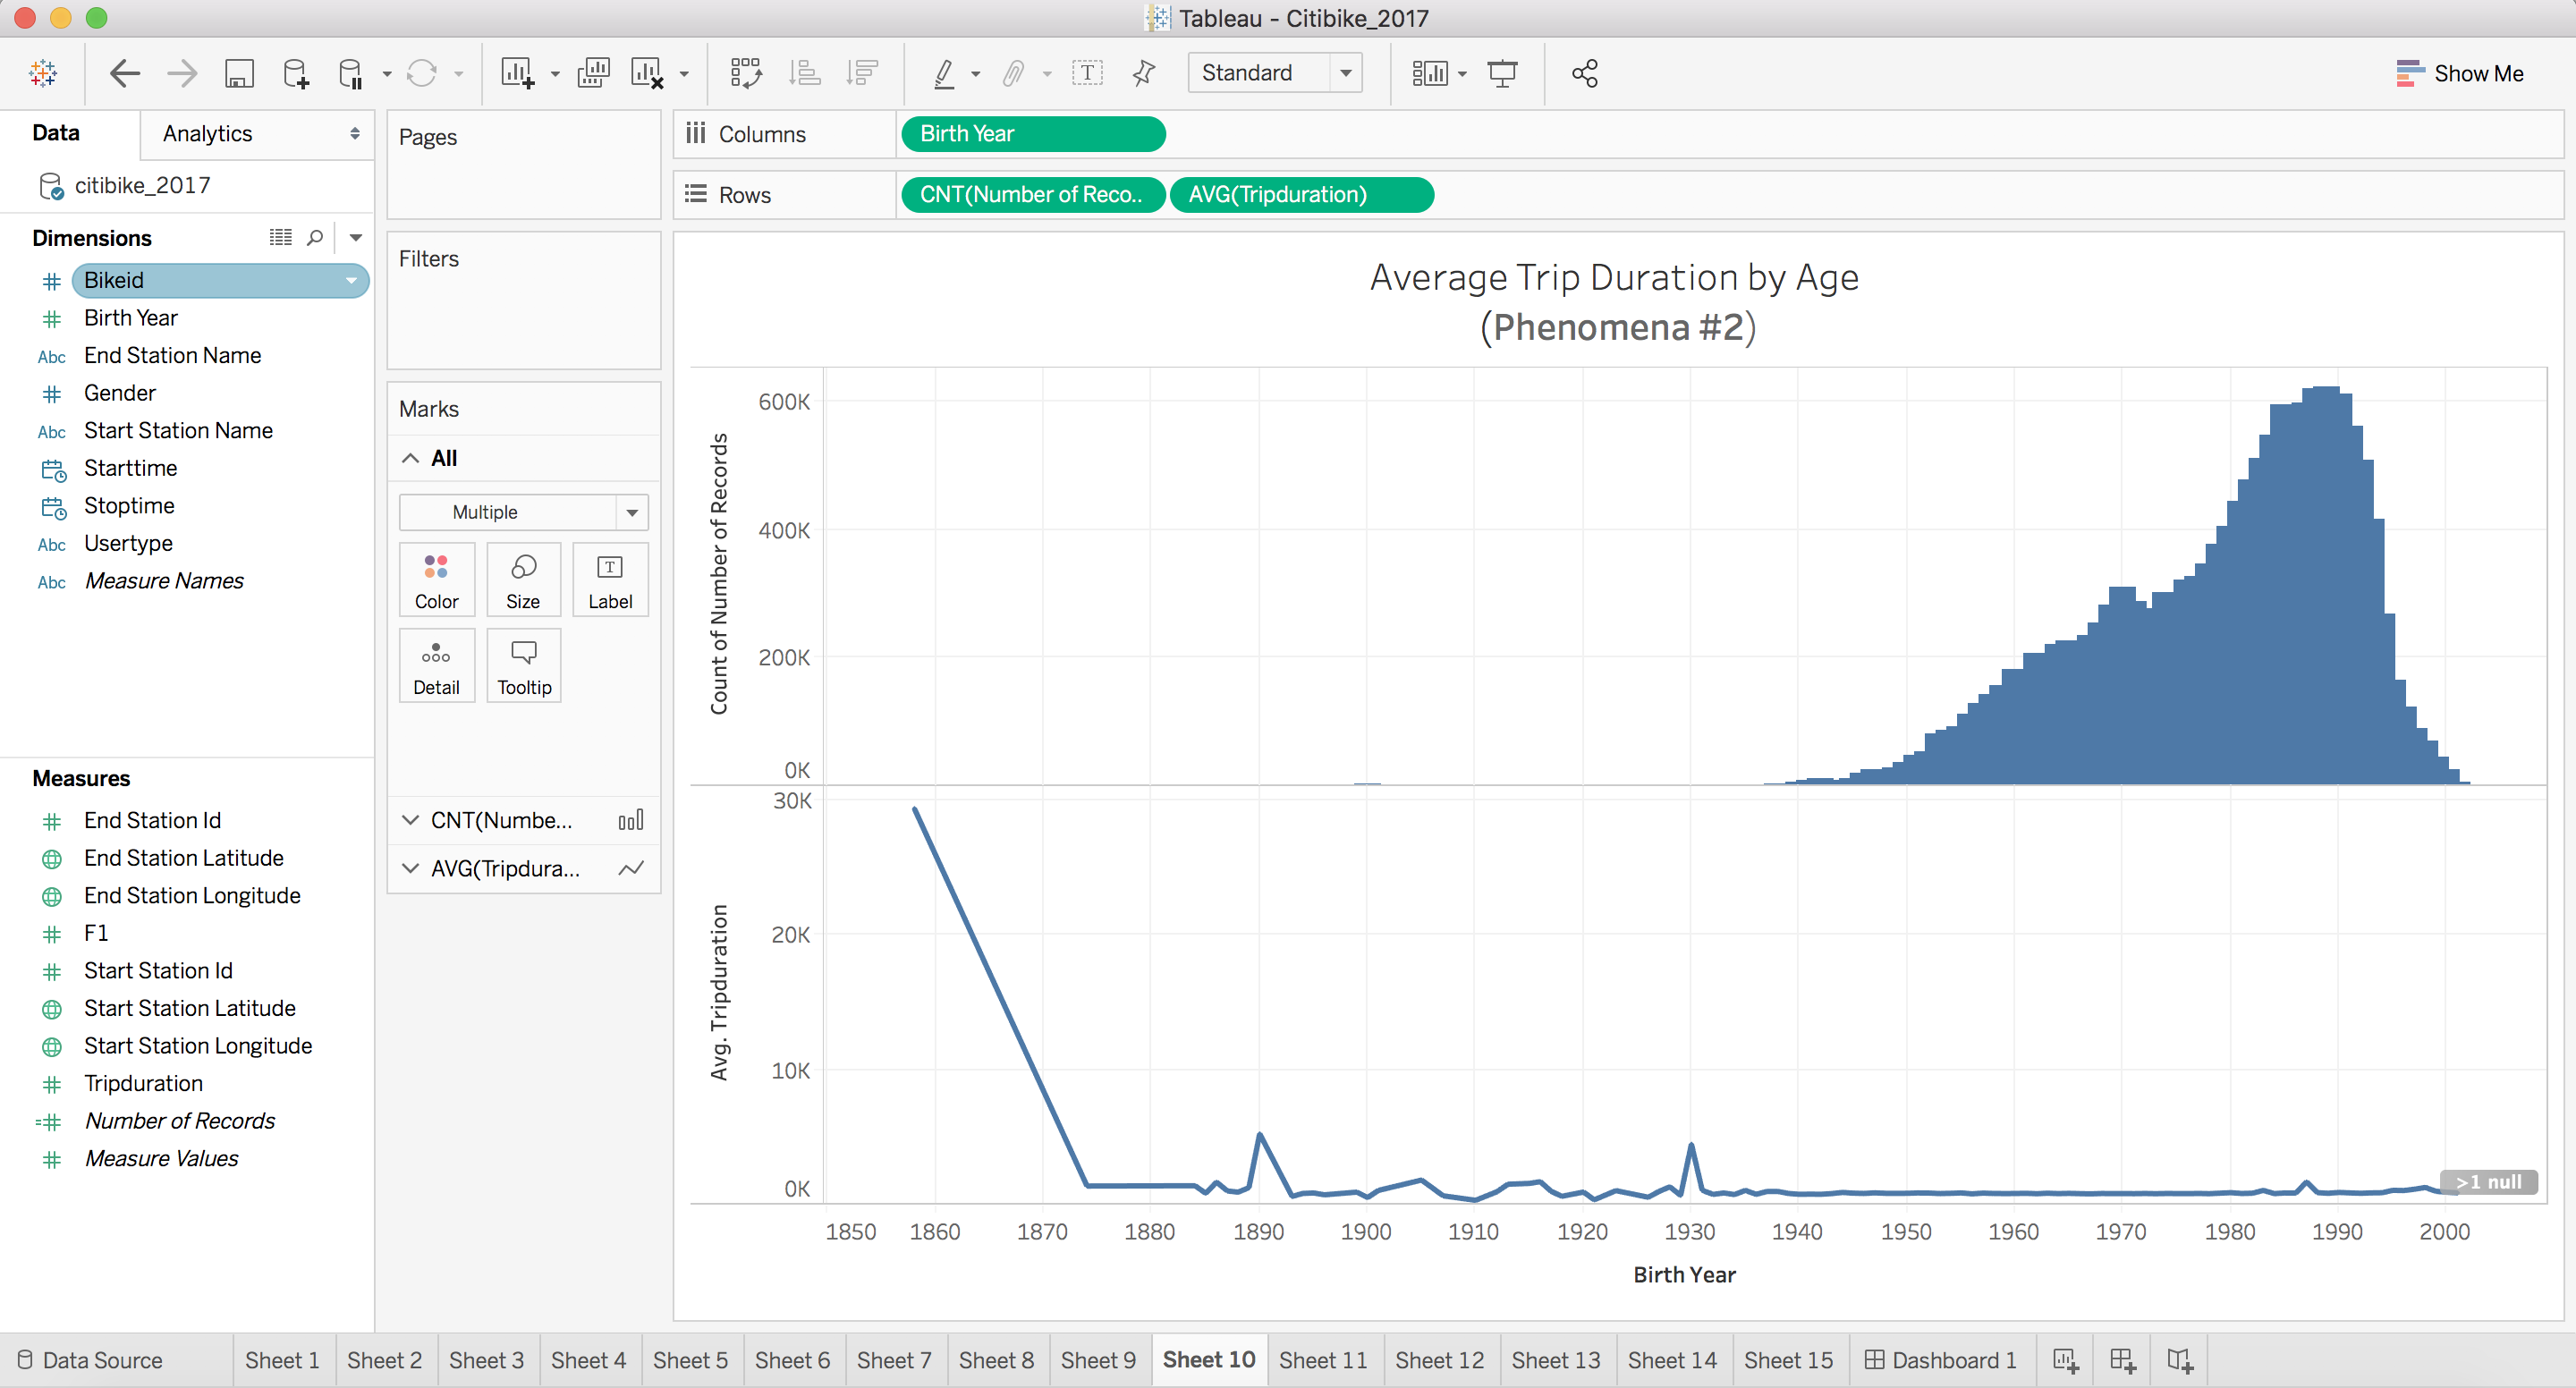 Tableau - Citibike_2017
Standard
Show Me
Data
Analytics
Pages
Columns
Birth Year
citibike_2017
Rows
CNT(Number of Reco..
AVG(Tripduration)
Dimensions
Bikeid
Birth Year
Abc End Station Name
Gender
Abc Start Station Name
Starttime
Stoptime
Abc Usertype
Abc Measure Names
Measures
End Station Id
End Station Latitude
End Station Longitude
F1
Start Station Id
Start Station Latitude
Start Station Longitude
Tripduration
Number of Records
Measure Values
Filters
Marks
All
Multiple
Color
Size
T
Label
Detail
Tooltip
CNT(Numbe...
AVG(Tripdura...
Average Trip Duration by Age
(Phenomena #2)
Count of Number of Records
600K
400K
200K
0K
Avg. Tripduration
30K
20K
10K
0K
>1 null
1850 1860 1870 1880 1890 1900 1910 1920 1930 1940 1950 1960 1970 1980 1990 2000
Birth Year
Data Source
Sheet 1
Sheet 2
Sheet 3
Sheet 4
Sheet 5
Sheet 6
Sheet 7
Sheet 8
Sheet 9
Sheet 10
Sheet 11
Sheet 12
Sheet 13
Sheet 14
Sheet 15
Dashboard 1